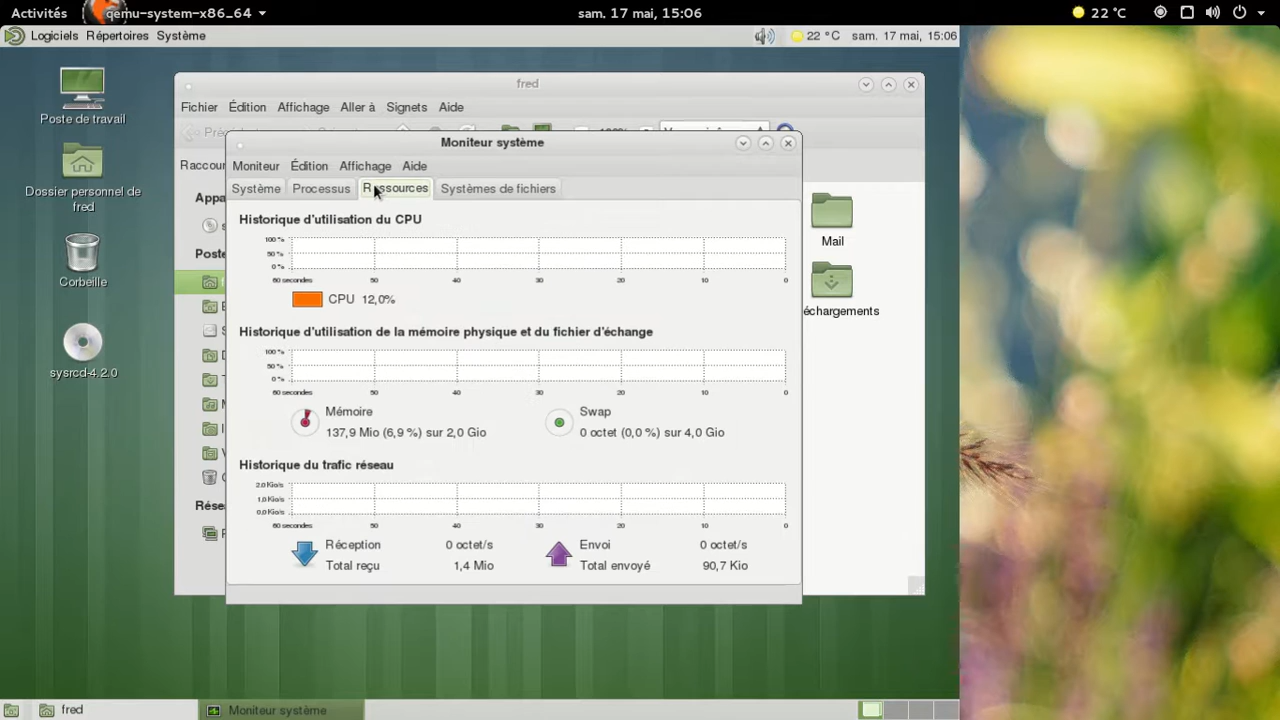 Activités qemu-system-x86_64 sam. 17 mai, 15:06 22 °C
Logiciels Répertoires Système 22 °C sam. 17 mai, 15:06
Poste de travail
Dossier personnel de
fred
Corbeille
sysrcd-4.2.0
fred
Fichier Édition Affichage Aller à Signets Aide
Raccour
Appa
Poste
Résea
Mail
échargements
Moniteur système
Moniteur Édition Affichage Aide
Système Processus Ressources Systèmes de fichiers
Historique d'utilisation du CPU
100 %
50 %
0 %
60 secondes 50 40 30 20 10 0
CPU 12,0%
Historique d'utilisation de la mémoire physique et du fichier d'échange
100 %
50 %
0 %
60 secondes 50 40 30 20 10 0
Mémoire
137,9 Mio (6,9 %) sur 2,0 Gio
Swap
0 octet (0,0 %) sur 4,0 Gio
Historique du trafic réseau
2,0 Kio/s
1,0 Kio/s
0,0 Kio/s
60 secondes 50 40 30 20 10 0
Réception 0 octet/s
Total reçu 1,4 Mio
Envoi 0 octet/s
Total envoyé 90,7 Kio
fred Moniteur système